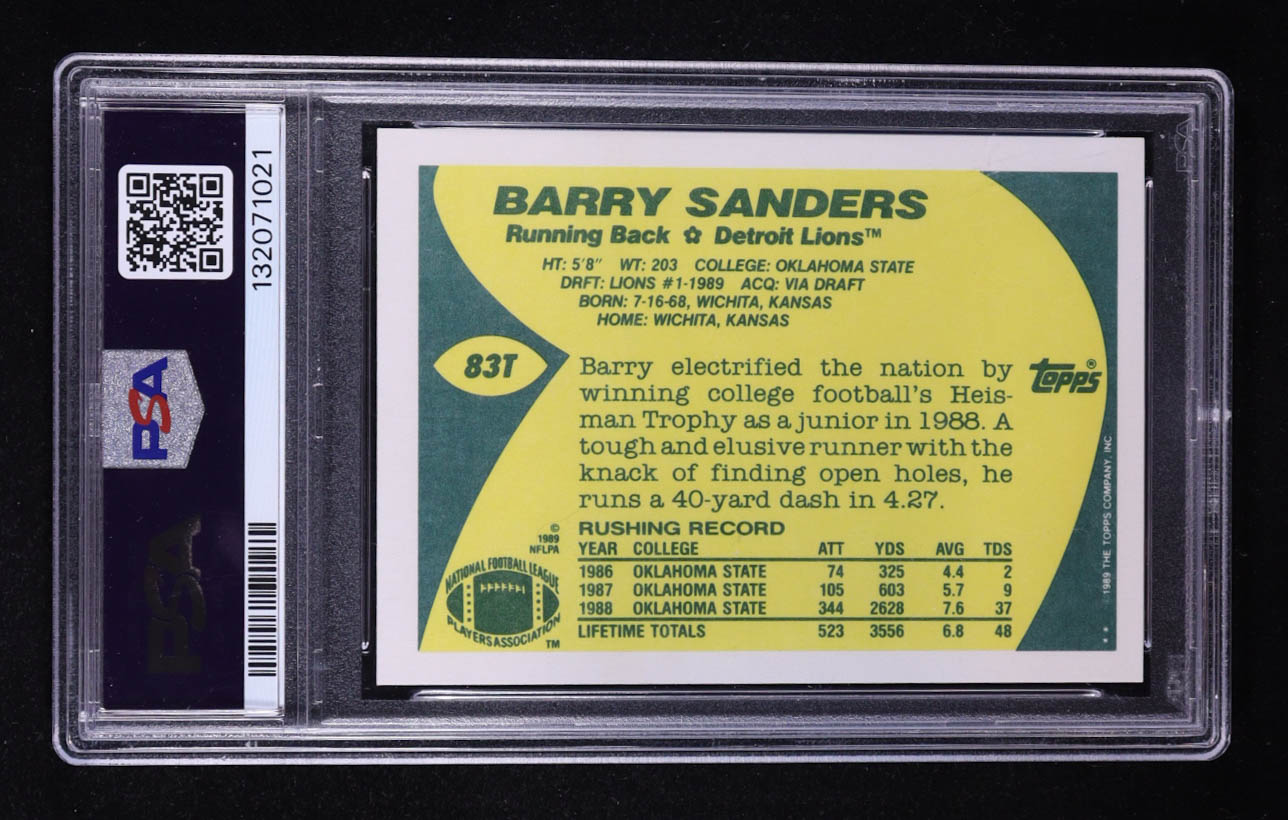 132071021
PSA
PSA
PSA
BARRY SANDERS
Running Back ✿ Detroit Lions™
HT: 5'8" WT: 203 COLLEGE: OKLAHOMA STATE
DRFT: LIONS #1-1989 ACQ: VIA DRAFT
BORN: 7-16-68, WICHITA, KANSAS
HOME: WICHITA, KANSAS
83T
Barry electrified the nation by
winning college football's Heis-
man Trophy as a junior in 1988. A
tough and elusive runner with the
knack of finding open holes, he
runs a 40-yard dash in 4.27.
TOPPS®
RUSHING RECORD
YEAR COLLEGE ATT YDS AVG TDS
1986 OKLAHOMA STATE 74 325 4.4 2
1987 OKLAHOMA STATE 105 603 5.7 9
1988 OKLAHOMA STATE 344 2628 7.6 37
LIFETIME TOTALS 523 3556 6.8 48
©
1989
NFLPA
NATIONAL FOOTBALL LEAGUE
PLAYERS ASSOCIATION
TM
* * 1989 THE TOPPS COMPANY, INC